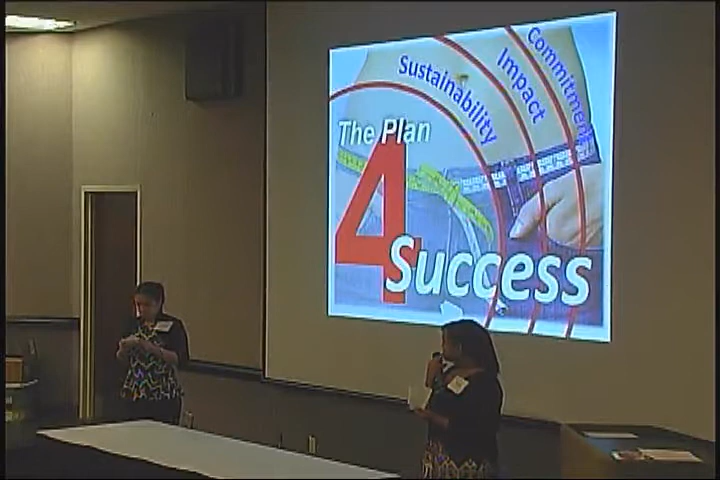 Commitment
Impact
Sustainability
The Plan
4
Success